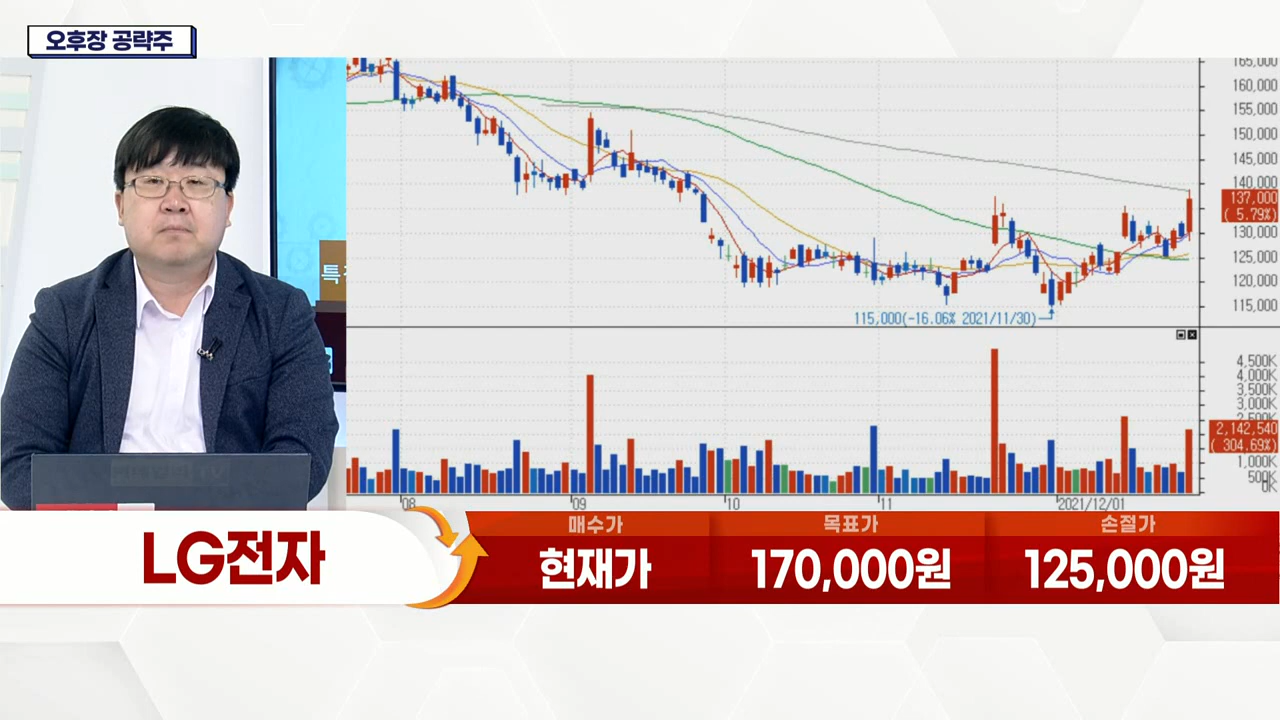 오후장 공략주
특
165,000
160,000
155,000
150,000
145,000
140,000
137,000
( 5.79%)
130,000
125,000
120,000
115,000
115,000(-16.06% 2021/11/30)
4,500K
4,000K
3,500K
3,000K
2,500K
2,142,540
( 304.69%)
1,000K
500K
0K
08
09
10
11
2021/12/01
LG전자
매수가
목표가
손절가
현재가
170,000원
125,000원